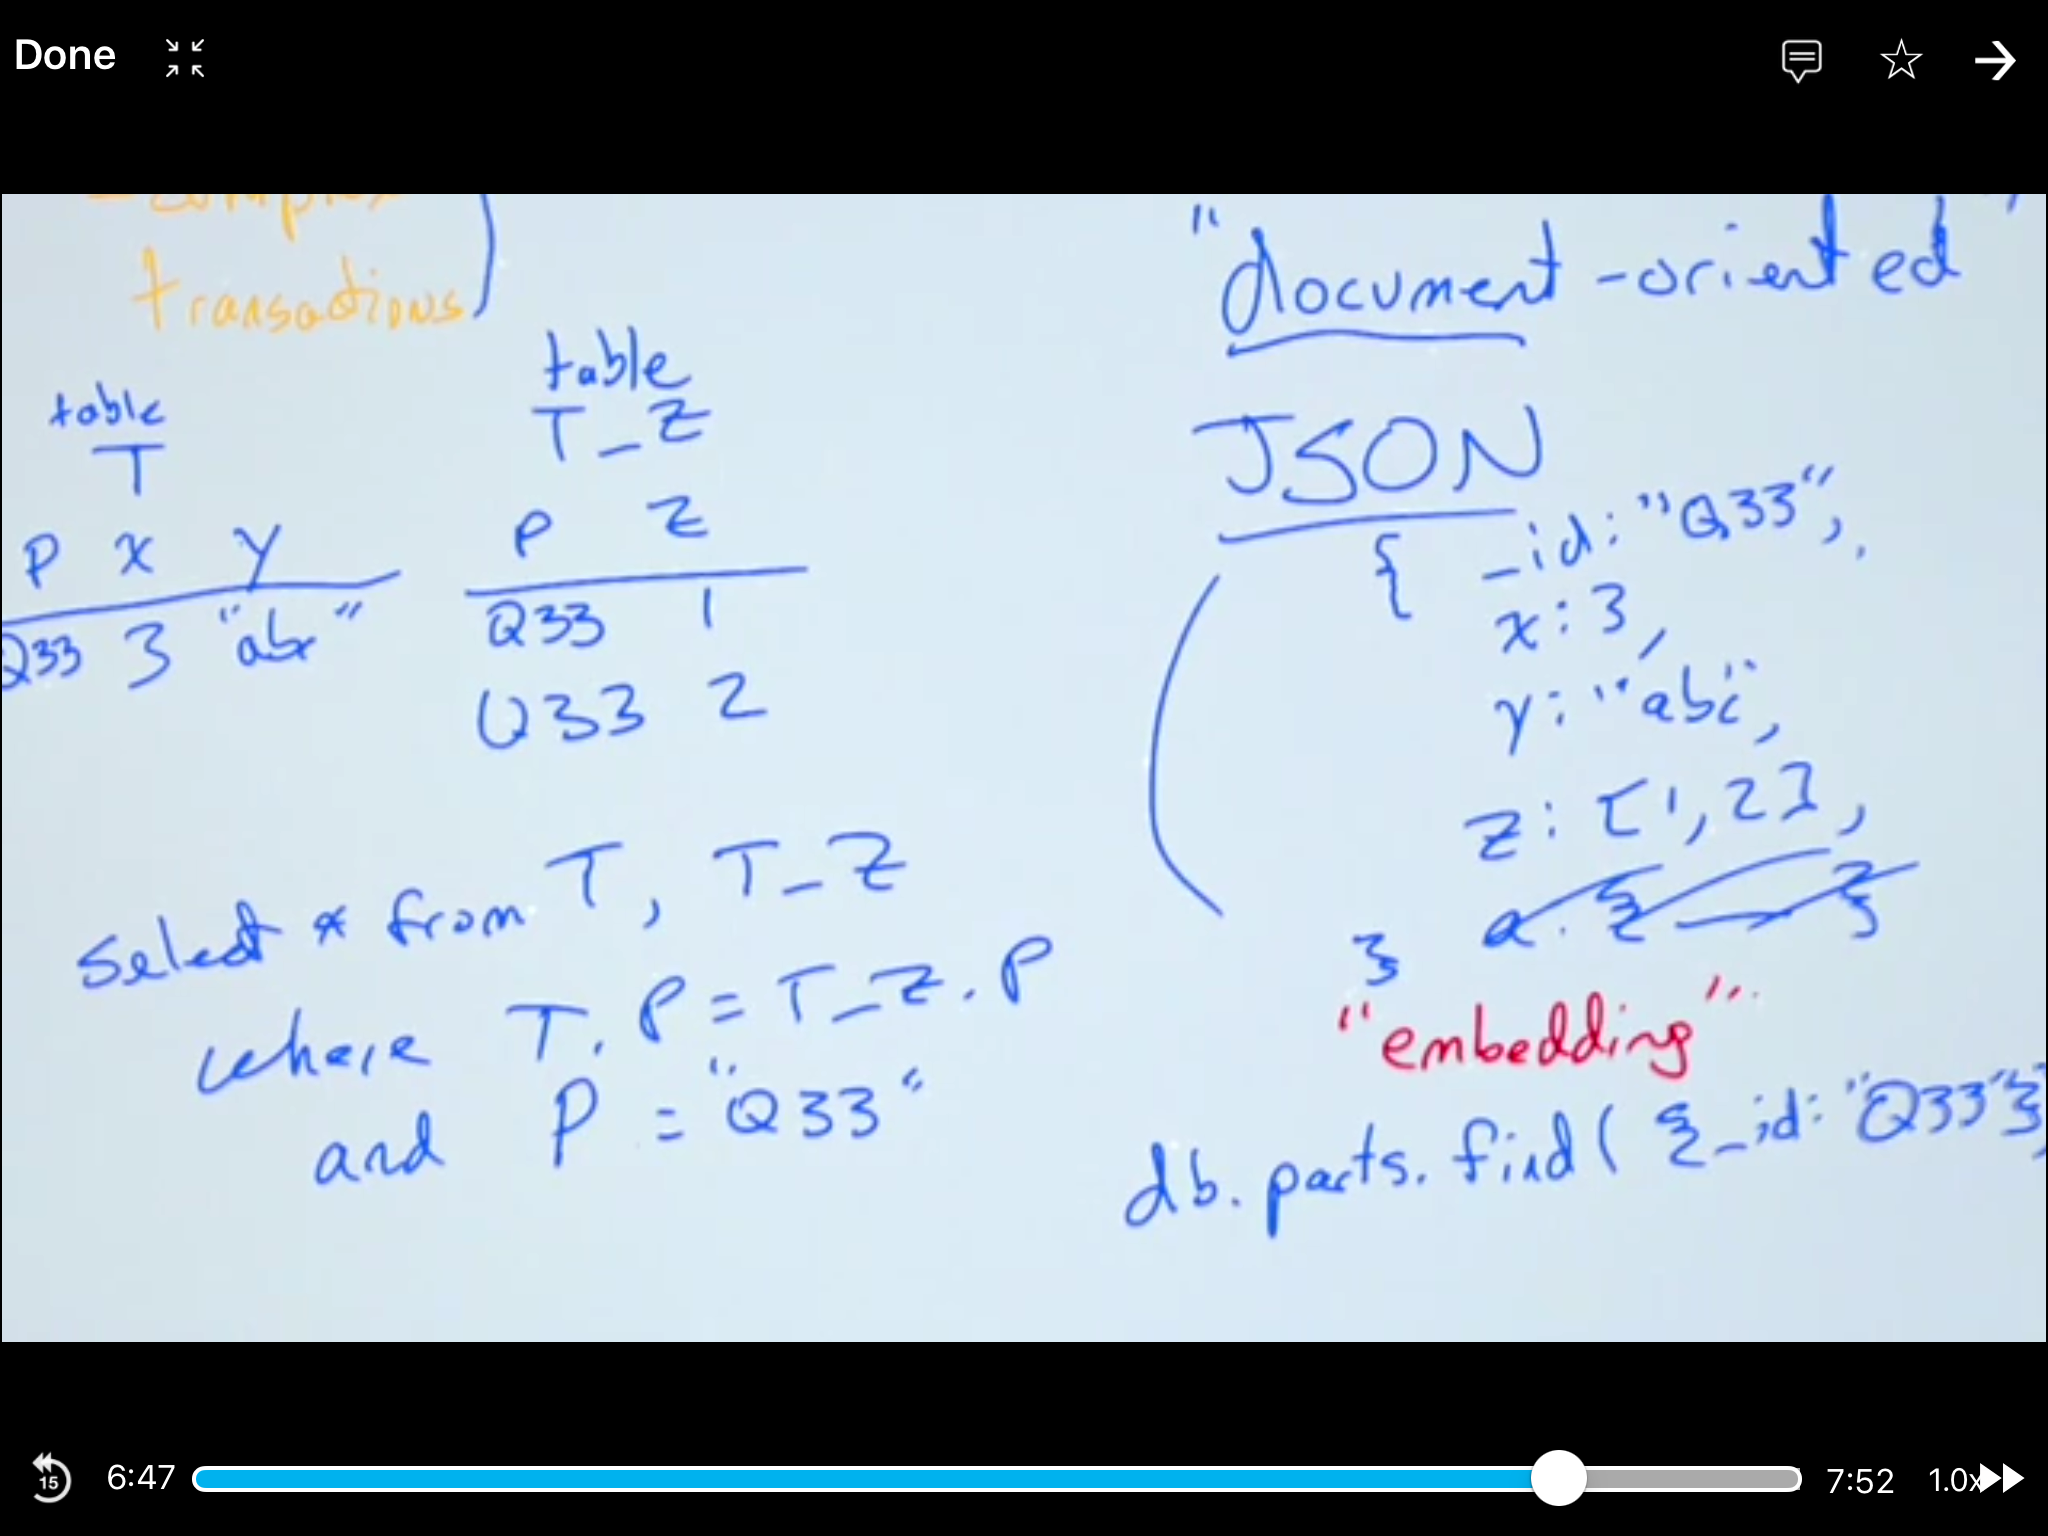 Done
complex
transactions)
table
T
P x y
Q33 3 "abc"
table
T_Z
P Z
Q33 1
Q33 2
Select * from T, T_Z
where T.P = T_Z.P
and P = "Q33"
"document-oriented"
JSON
{ _id: "Q33",
x: 3,
y: "abc",
z: [1,2],
a: { }
}
"embedding"
db.parts.find( {_id: "Q33"}
15
6:47
7:52
1.0x